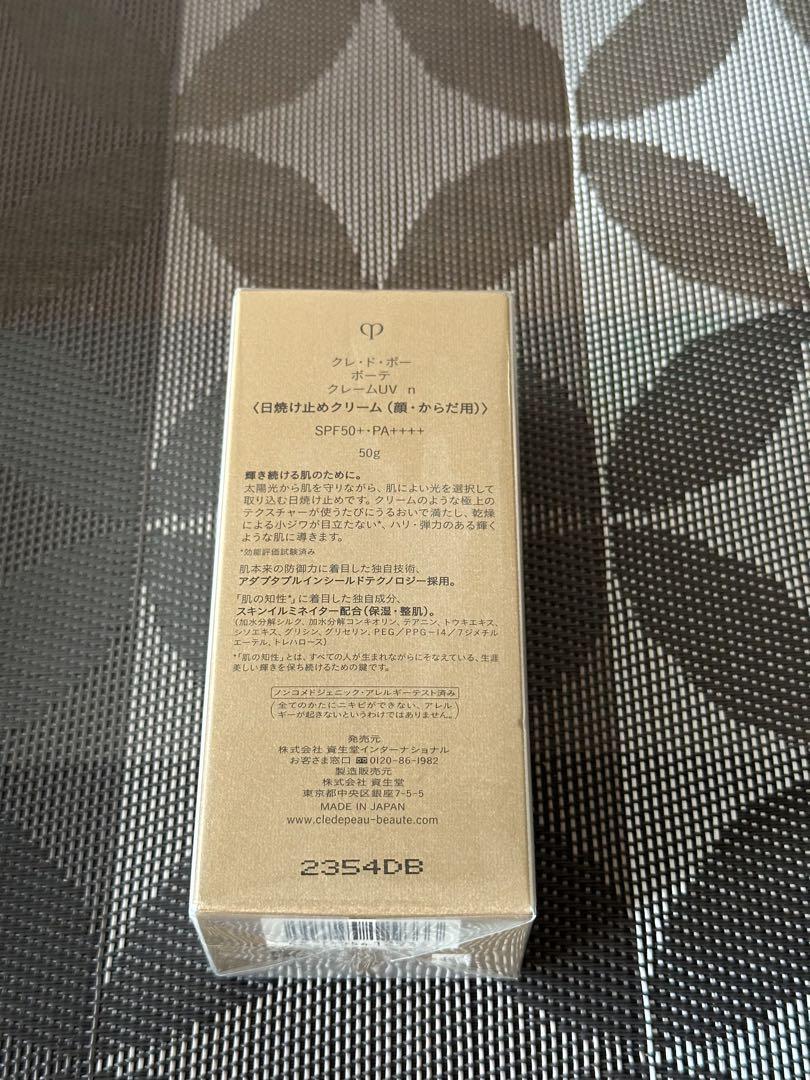 クレ・ド・ポー
ボーテ
クレームUV n
〈日焼け止めクリーム（顔・からだ用）〉
SPF50+・PA++++
50g
輝き続ける肌のために。
太陽光から肌を守りながら、肌によい光を選択して
取り込む日焼け止めです。クリームのような極上の
テクスチャーが使うたびにうるおいで満たし、乾燥
による小ジワが目立たない*、ハリ・弾力のある輝く
ような肌に導きます。
*効能評価試験済み
肌本来の防御力に着目した独自技術、
アダプタブルインシールドテクノロジー採用。
「肌の知性*」に着目した独自成分、
スキンイルミネイター配合（保湿・整肌）。
（加水分解シルク、加水分解コンキオリン、テアニン、トウキエキス、
シソエキス、グリシン、グリセリン、PEG／PPG-14／7ジメチル
エーテル、トレハロース）
*「肌の知性」とは、すべての人が生まれながらにそなえている、生涯
美しい輝きを保ち続けるための鍵です。
ノンコメドジェニック・アレルギーテスト済み
（全てのかたにニキビができない、アレル
ギーが起きないというわけではありません。）
発売元
株式会社 資生堂インターナショナル
お客さま窓口 0120-86-1982
製造販売元
株式会社 資生堂
東京都中央区銀座7-5-5
MADE IN JAPAN
www.cledepeau-beaute.com
2354DB